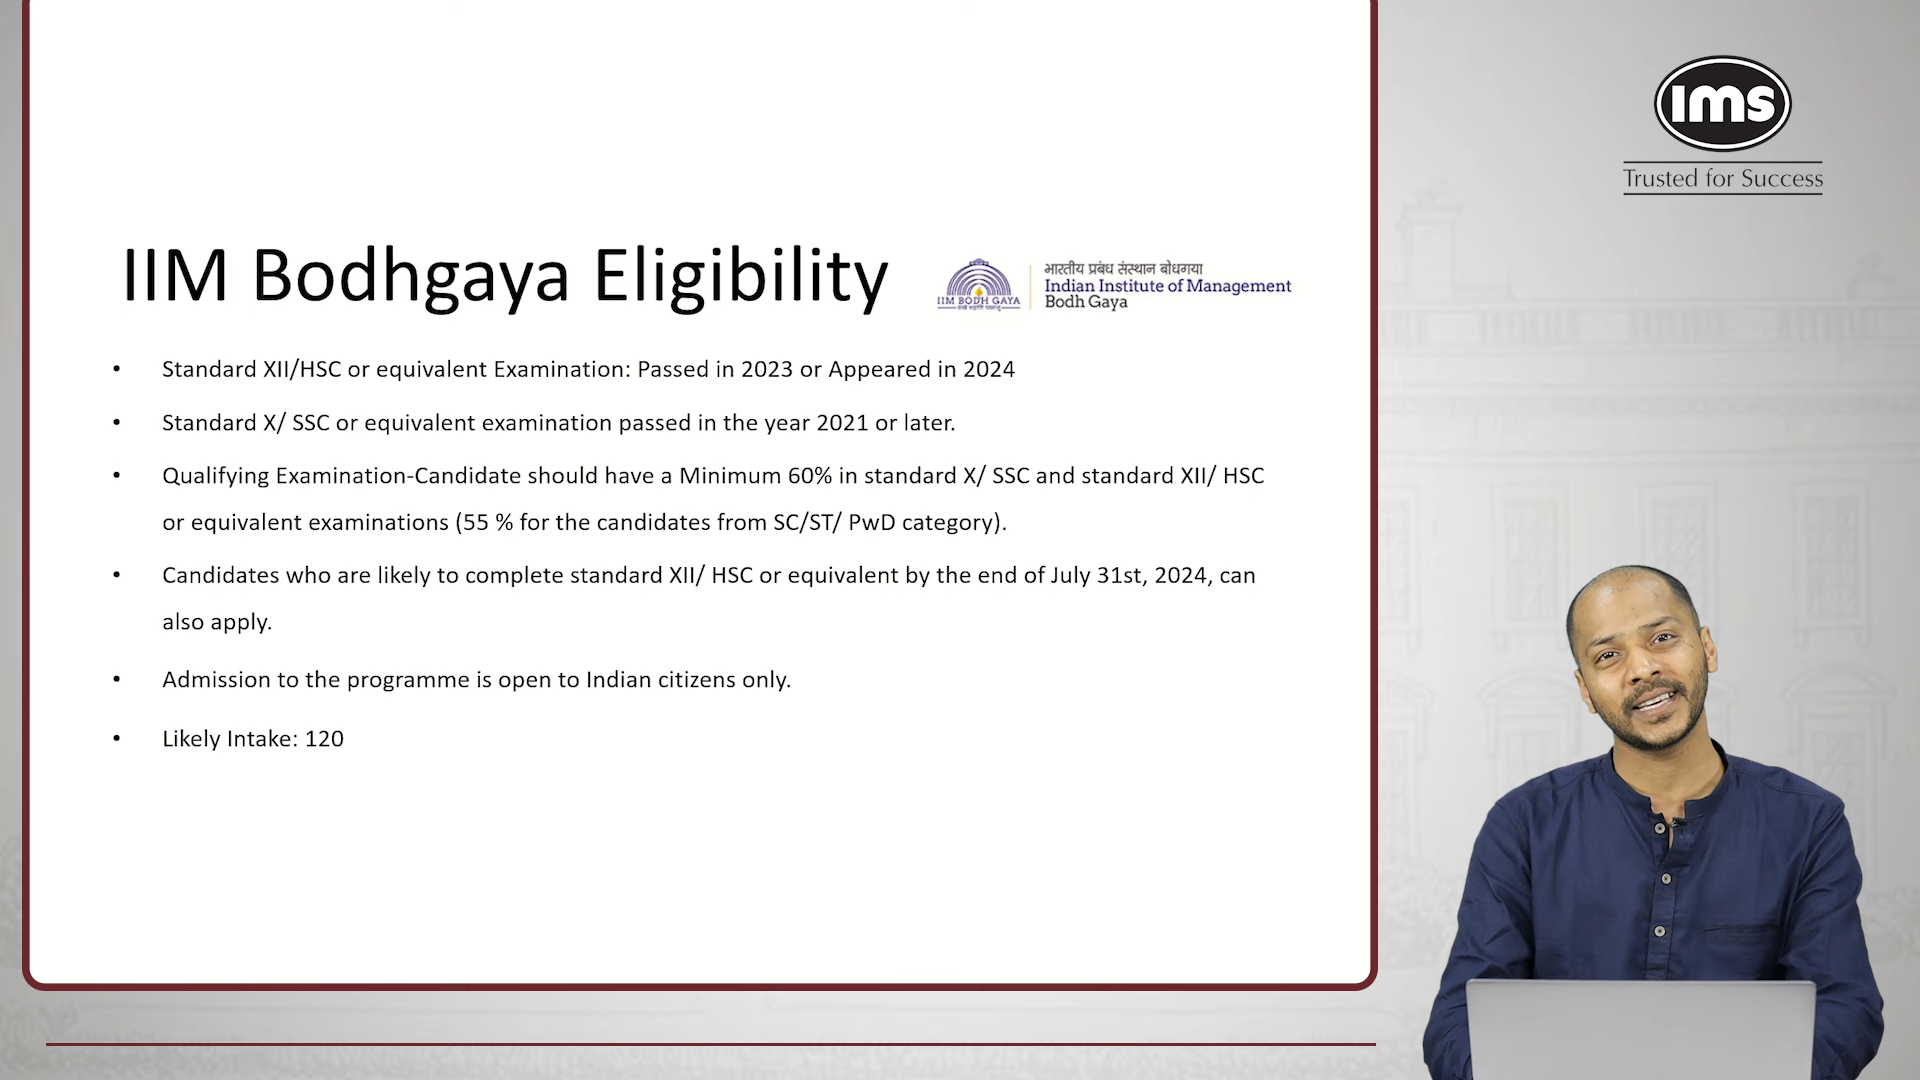 ims
Trusted for Success
IIM Bodhgaya Eligibility
IIM BODH GAYA
भारतीय प्रबंध संस्थान बोधगया
Indian Institute of Management
Bodh Gaya
• Standard XII/HSC or equivalent Examination: Passed in 2023 or Appeared in 2024
• Standard X/ SSC or equivalent examination passed in the year 2021 or later.
• Qualifying Examination-Candidate should have a Minimum 60% in standard X/ SSC and standard XII/ HSC
or equivalent examinations (55 % for the candidates from SC/ST/ PwD category).
• Candidates who are likely to complete standard XII/ HSC or equivalent by the end of July 31st, 2024, can
also apply.
• Admission to the programme is open to Indian citizens only.
• Likely Intake: 120